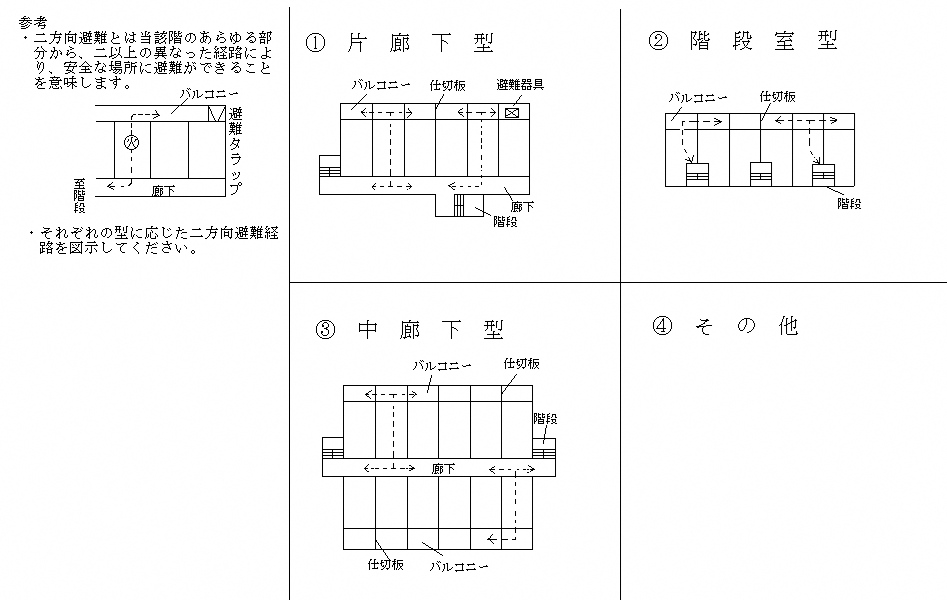 参考
・二方向避難とは当該階のあらゆる部
分から、二以上の異なった経路によ
り、安全な場所に避難ができること
を意味します。
バルコニー
避難タラップ
火
至階段
廊下
・それぞれの型に応じた二方向避難経
路を図示してください。
① 片 廊 下 型
バルコニー
仕切板
避難器具
廊下
階段
② 階 段 室 型
バルコニー
仕切板
階段
③ 中 廊 下 型
バルコニー
仕切板
階段
廊下
仕切板
バルコニー
④ そ の 他